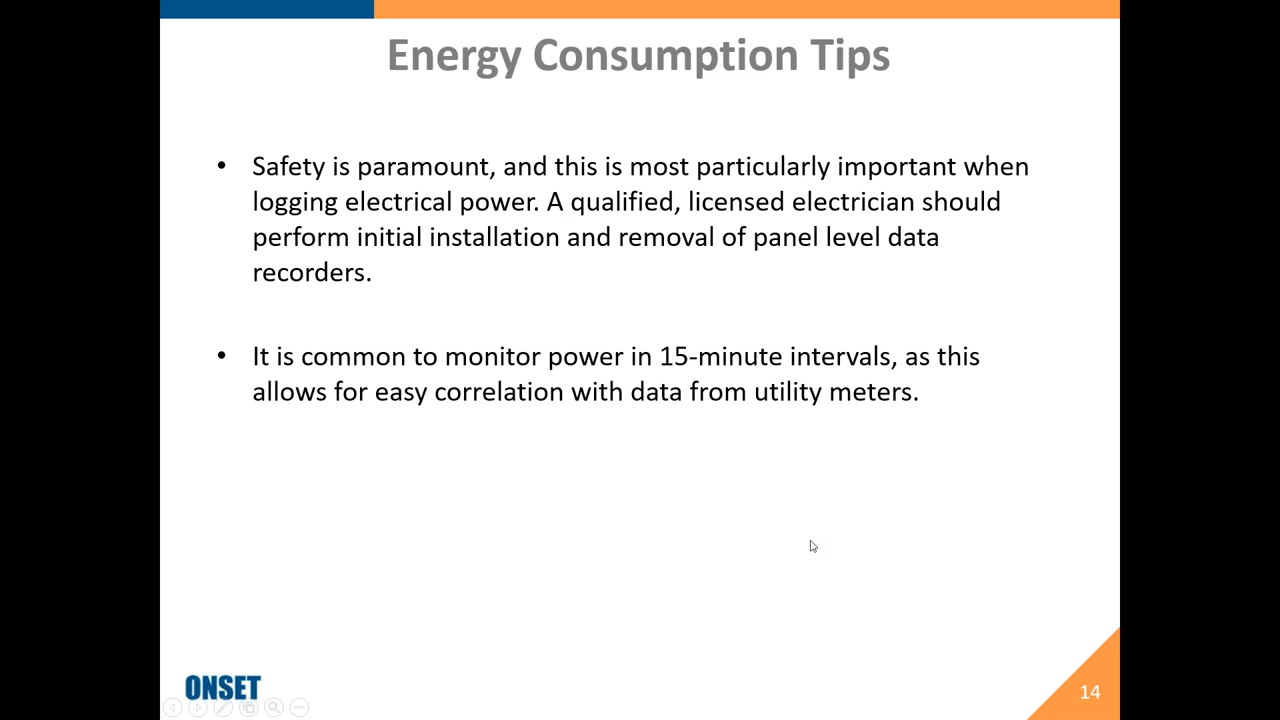 Energy Consumption Tips
• Safety is paramount, and this is most particularly important when
logging electrical power. A qualified, licensed electrician should
perform initial installation and removal of panel level data
recorders.
• It is common to monitor power in 15-minute intervals, as this
allows for easy correlation with data from utility meters.
ONSET
14